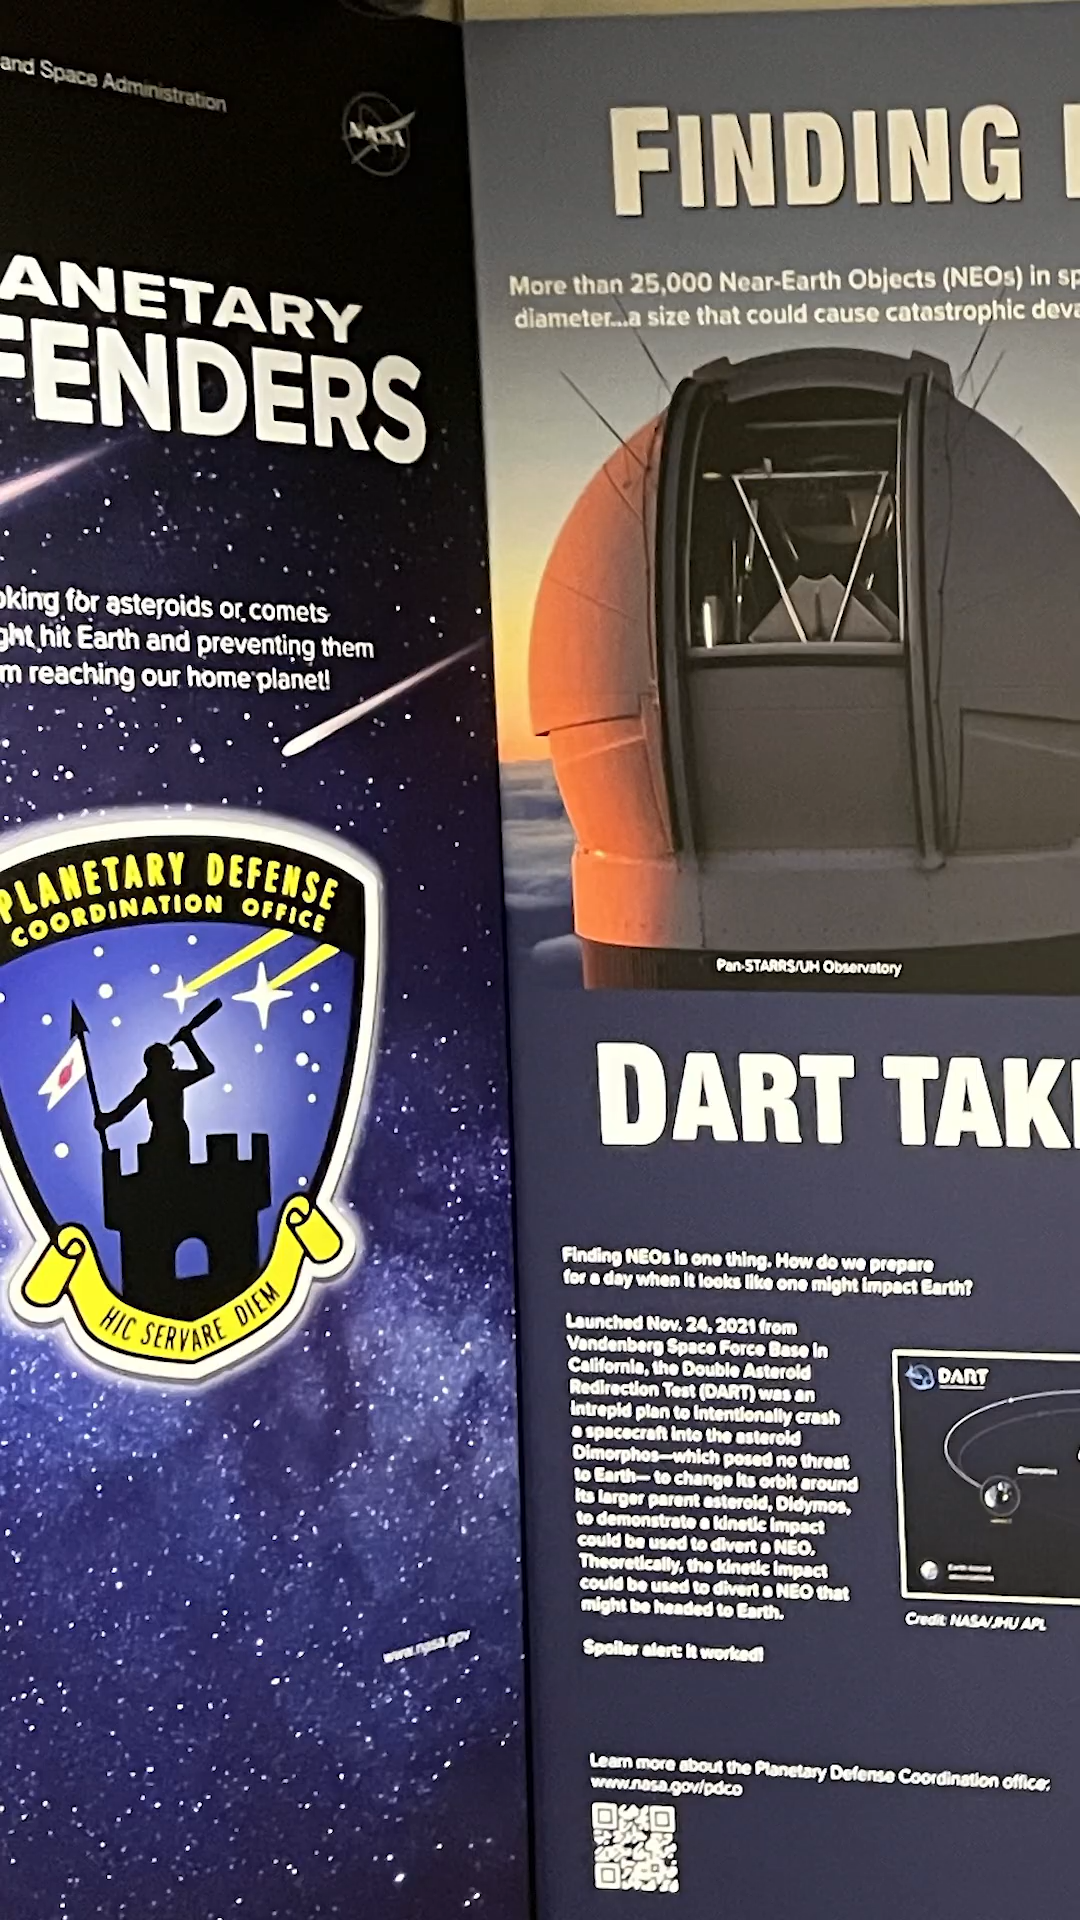 and Space Administration
NASA
ANETARY
FENDERS
oking for asteroids or comets
ght hit Earth and preventing them
m reaching our home planet!
PLANETARY DEFENSE
COORDINATION OFFICE
HIC SERVARE DIEM
www.nasa.gov
FINDING
More than 25,000 Near-Earth Objects (NEOs) in sp
diameter...a size that could cause catastrophic deva
Pan-STARRS/UH Observatory
DART TAK
Finding NEOs is one thing. How do we prepare
for a day when it looks like one might impact Earth?
Launched Nov. 24, 2021 from
Vandenberg Space Force Base in
California, the Double Asteroid
Redirection Test (DART) was an
intrepid plan to intentionally crash
a spacecraft into the asteroid
Dimorphos—which posed no threat
to Earth— to change its orbit around
its larger parent asteroid, Didymos,
to demonstrate a kinetic impact
could be used to divert a NEO.
Theoretically, the kinetic impact
could be used to divert a NEO that
might be headed to Earth.
Spoiler alert: it worked!
DART
Credit: NASA/JHU APL
Learn more about the Planetary Defense Coordination office:
www.nasa.gov/pdco